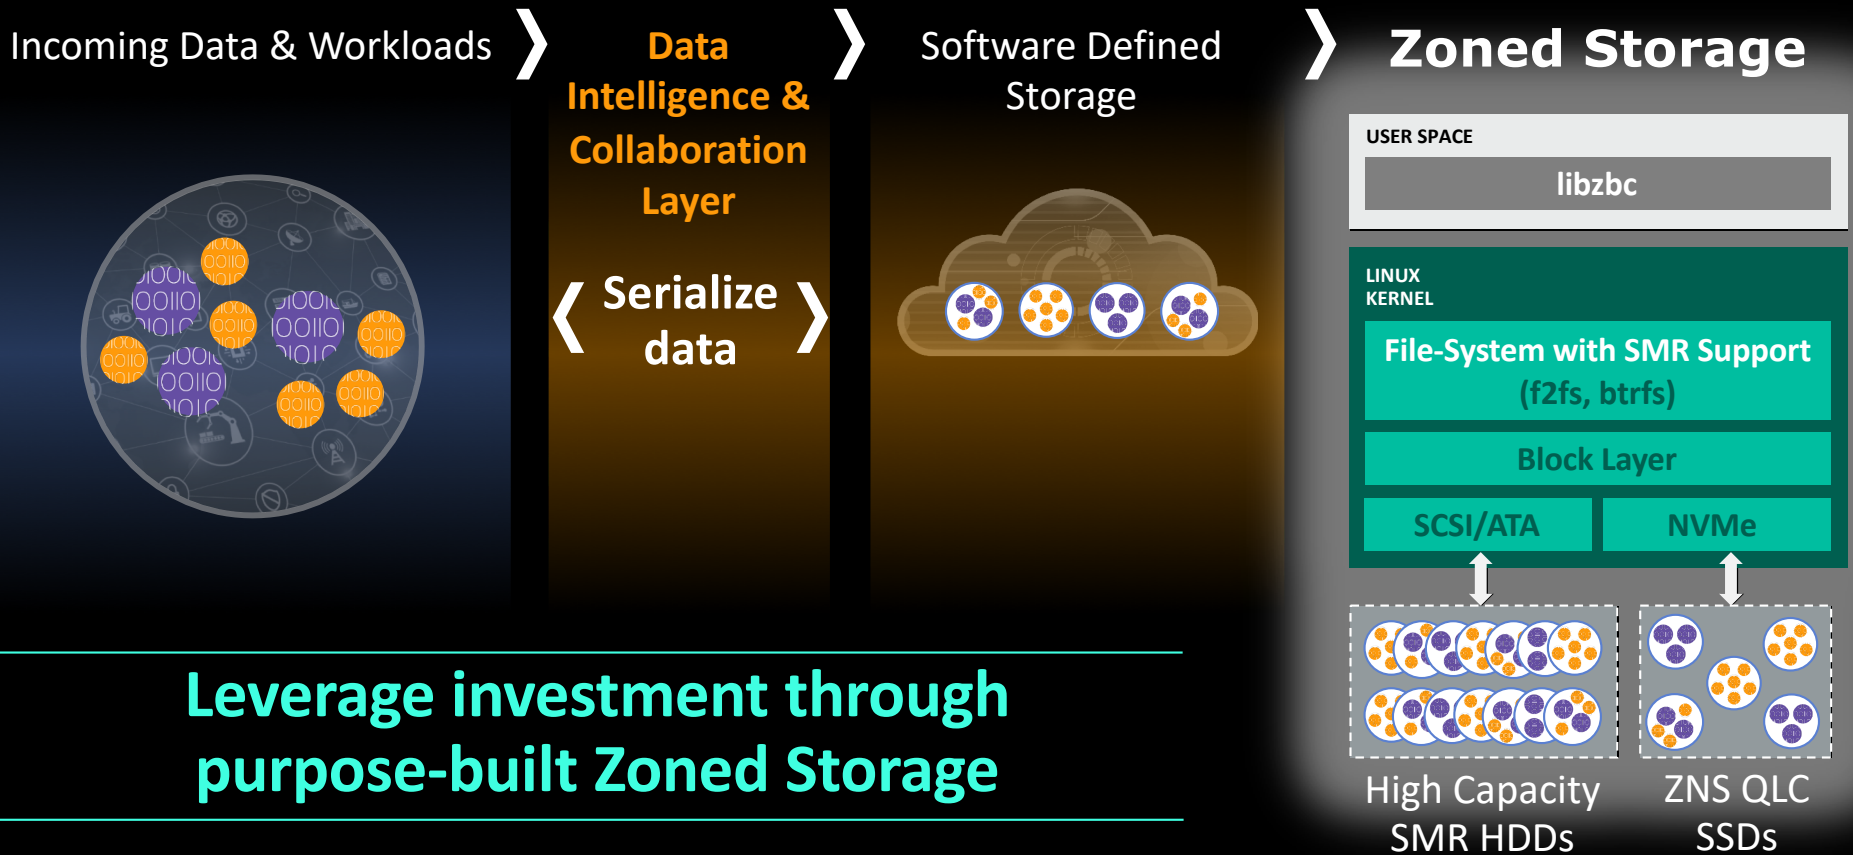 Incoming Data & Workloads
Data
Intelligence &
Collaboration
Layer
Serialize
data
Software Defined
Storage
Zoned Storage
USER SPACE
libzbc
LINUX
KERNEL
File-System with SMR Support
(f2fs, btrfs)
Block Layer
SCSI/ATA
NVMe
High Capacity
SMR HDDs
ZNS QLC
SSDs
Leverage investment through
purpose-built Zoned Storage